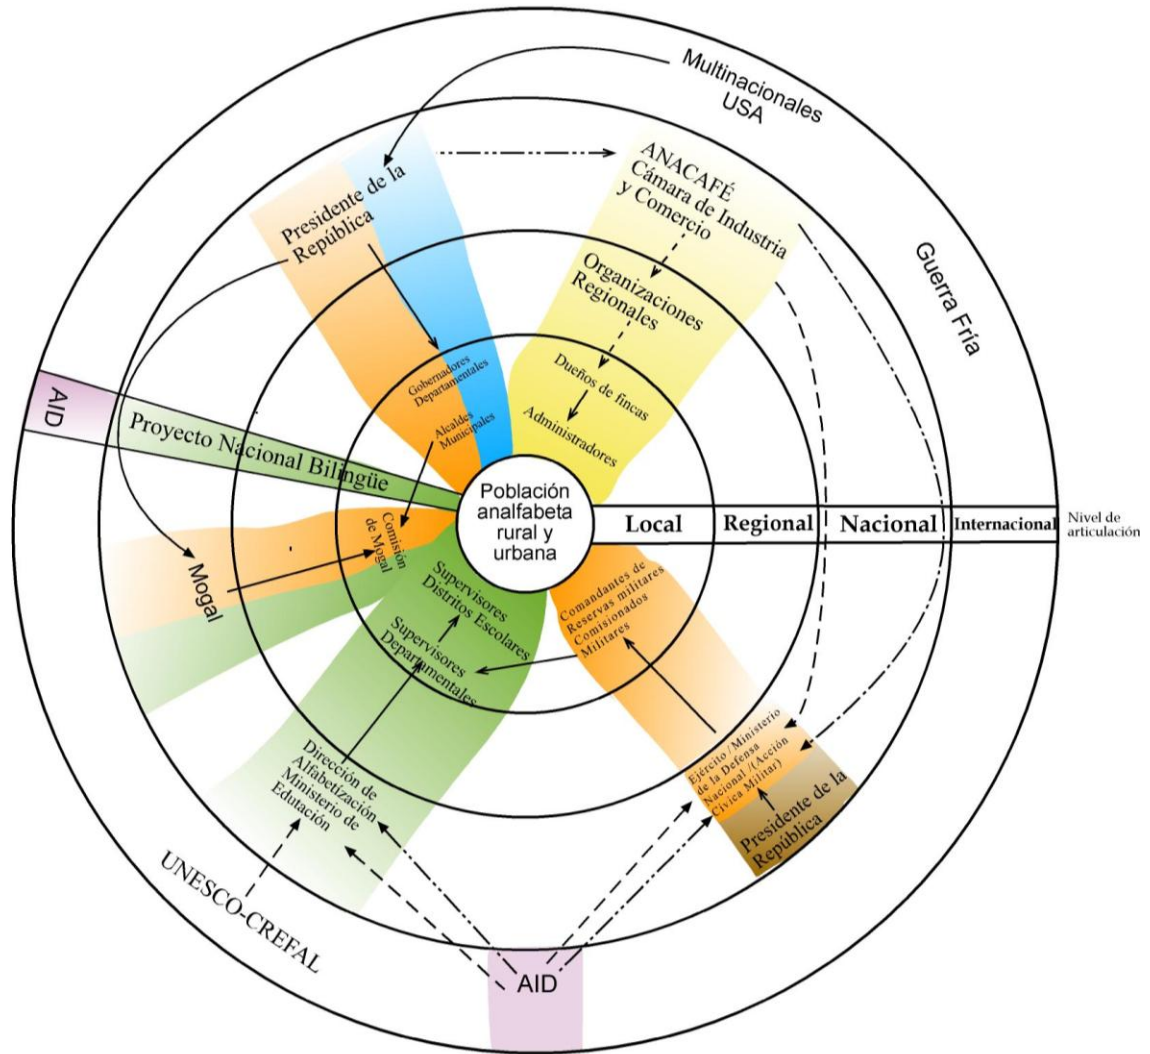 Multinacionales
USA
Guerra Fría
Presidente de la
República
ANACAFÉ
Cámara de Industria
y Comercio
Organizaciones
Regionales
Dueños de fincas
Administradores
Gobernadores
Departamentales
Alcaldes
Municipales
AID
Proyecto Nacional Bilingüe
Población
analfabeta
rural y
urbana
Local
Regional
Nacional
Internacional
Nivel de
articulación
Mogal
Comisión
de Mogal
Supervisores
Distritos Escolares
Supervisores
Departamentales
Dirección de
Alfabetización
Ministerio de
Edutación
Comandantes de
Reservas militares
Comisionados
Militares
Ejército/Ministerio
de la Defensa
Nacional/(Acción
Cívica Militar)
Presidente de la
República
UNESCO-CREFAL
AID